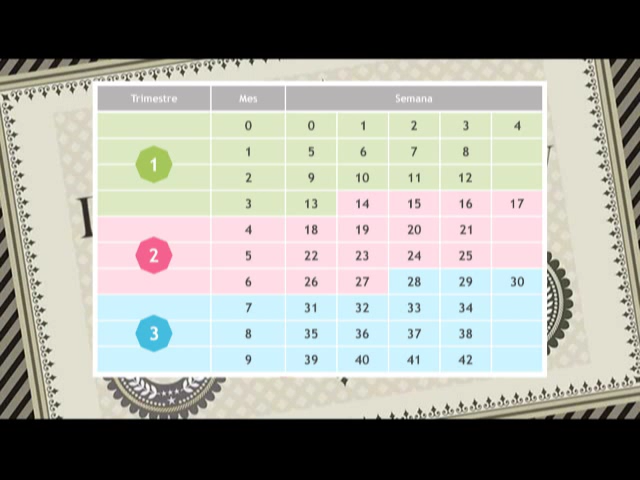 Trimestre Mes Semana
0 0 1 2 3 4
1 5 6 7 8
1
2 9 10 11 12
3 13 14 15 16 17
4 18 19 20 21
2 5 22 23 24 25
6 26 27 28 29 30
7 31 32 33 34
3 8 35 36 37 38
9 39 40 41 42